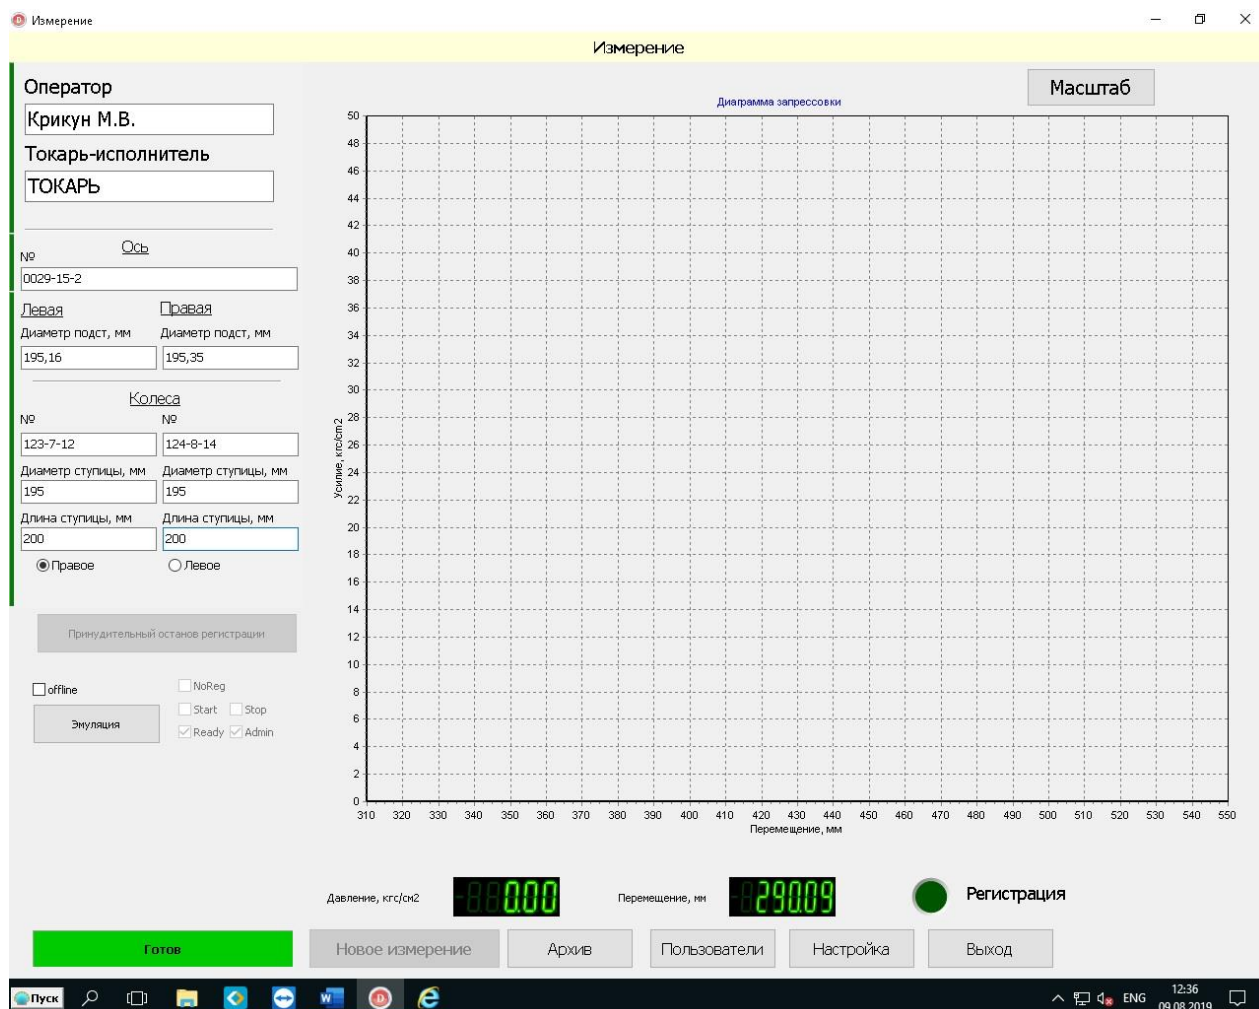 Измерение
Измерение
Оператор
Крикун М.В.
Токарь-исполнитель
ТОКАРЬ
Ось
№
0029-15-2
Левая Правая
Диаметр подст, мм Диаметр подст, мм
195,16 195,35
Колеса
№ №
123-7-12 124-8-14
Диаметр ступицы, мм Диаметр ступицы, мм
195 195
Длина ступицы, мм Длина ступицы, мм
200 200
Правое Левое
Принудительный останов регистрации
offline
NoReg
Start Stop
Эмуляция
Ready Admin
Масштаб
Диаграмма запрессовки
50
48
46
44
42
40
38
36
34
32
30
28
26
24
22
20
18
16
14
12
10
8
6
4
2
0
Усилие, кгс/cm2
310 320 330 340 350 360 370 380 390 400 410 420 430 440 450 460 470 480 490 500 510 520 530 540 550
Перемещение, мм
Давление, кгс/см2 0.00 Перемещение, мм 290.09 Регистрация
Готов Новое измерение Архив Пользователи Настройка Выход
Пуск ENG 12:36
09.08.2019